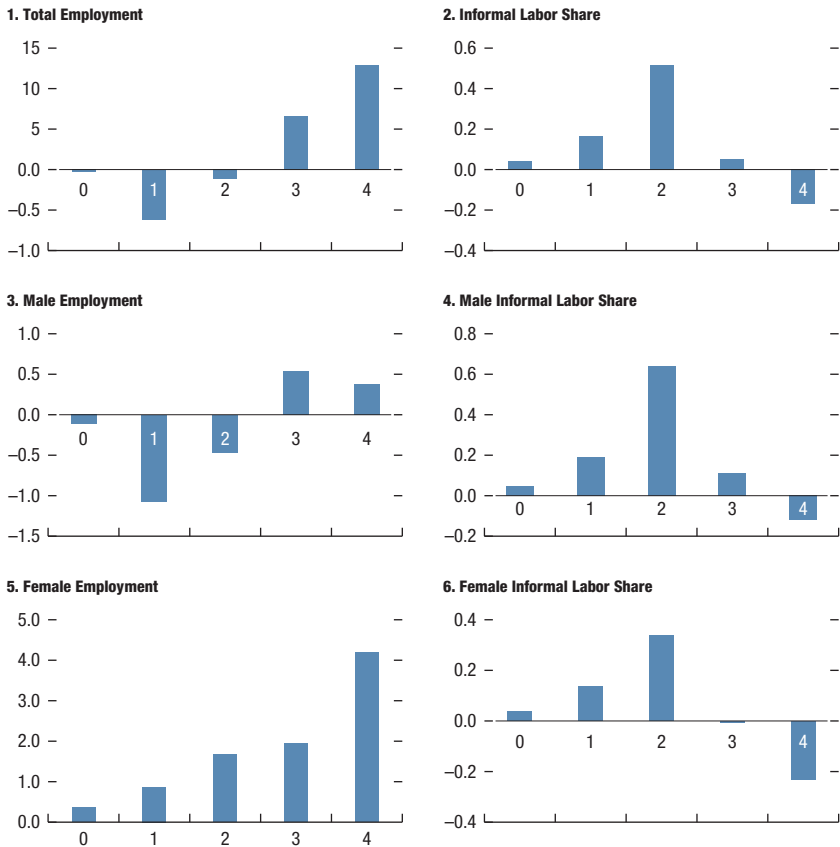 1. Total Employment
15
10
5
0.0
–0.5
–1.0
0 1 2 3 4
2. Informal Labor Share
0.6
0.4
0.2
0.0
–0.2
–0.4
0 1 2 3 4
3. Male Employment
1.0
0.5
0.0
–0.5
–1.0
–1.5
0 1 2 3 4
4. Male Informal Labor Share
0.8
0.6
0.4
0.2
0.0
–0.2
0 1 2 3 4
5. Female Employment
5.0
4.0
3.0
2.0
1.0
0.0
0 1 2 3 4
6. Female Informal Labor Share
0.4
0.2
0.0
–0.2
–0.4
0 1 2 3 4